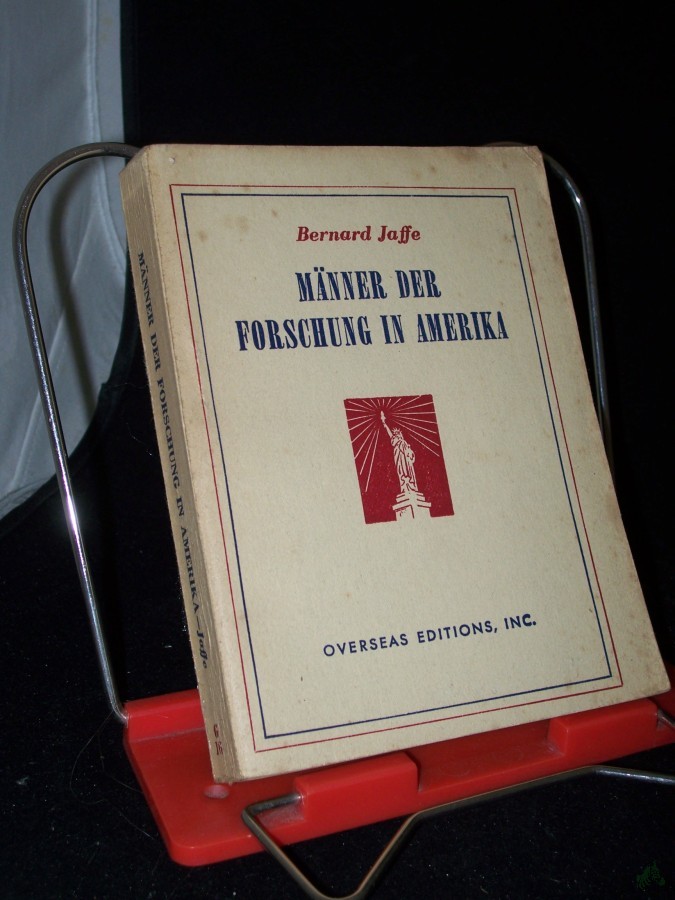 Bernard Jaffe
MÄNNER DER
FORSCHUNG IN AMERIKA
OVERSEAS EDITIONS, INC.
MÄNNER DER FORSCHUNG IN AMERIKA—Jaffe